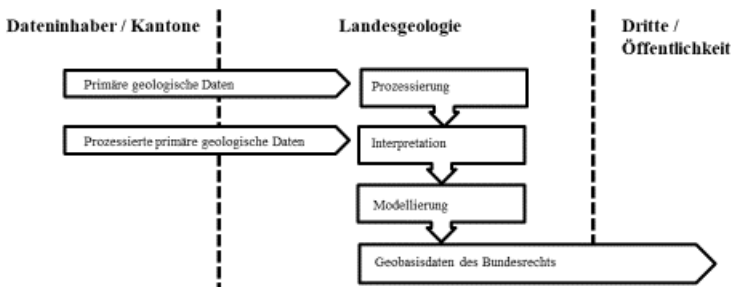 Dateninhaber / Kantone
Landesgeologie
Dritte /
Öffentlichkeit
Primäre geologische Daten
Prozessierung
Prozessierte primäre geologische Daten
Interpretation
Modellierung
Geobasisdaten des Bundesrechts